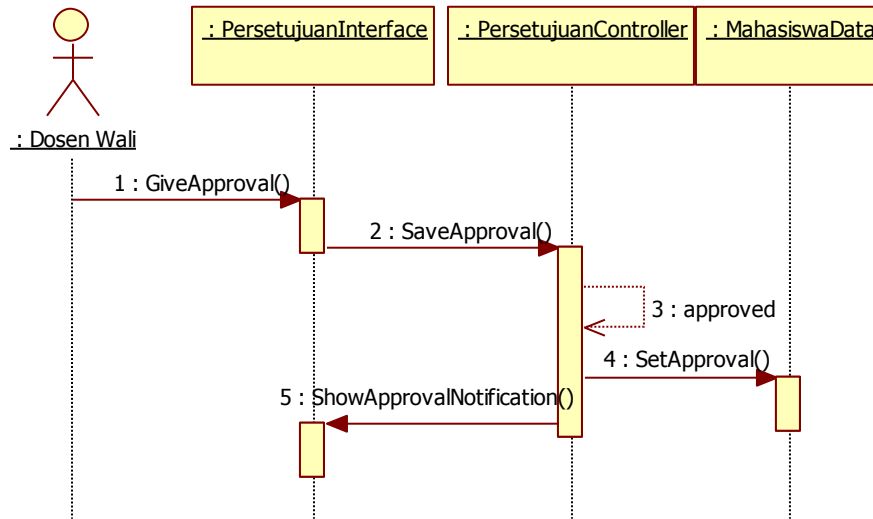 : PersetujuanInterface
: PersetujuanController
: MahasiswaData
: Dosen Wali
1 : GiveApproval()
2 : SaveApproval()
3 : approved
4 : SetApproval()
5 : ShowApprovalNotification()